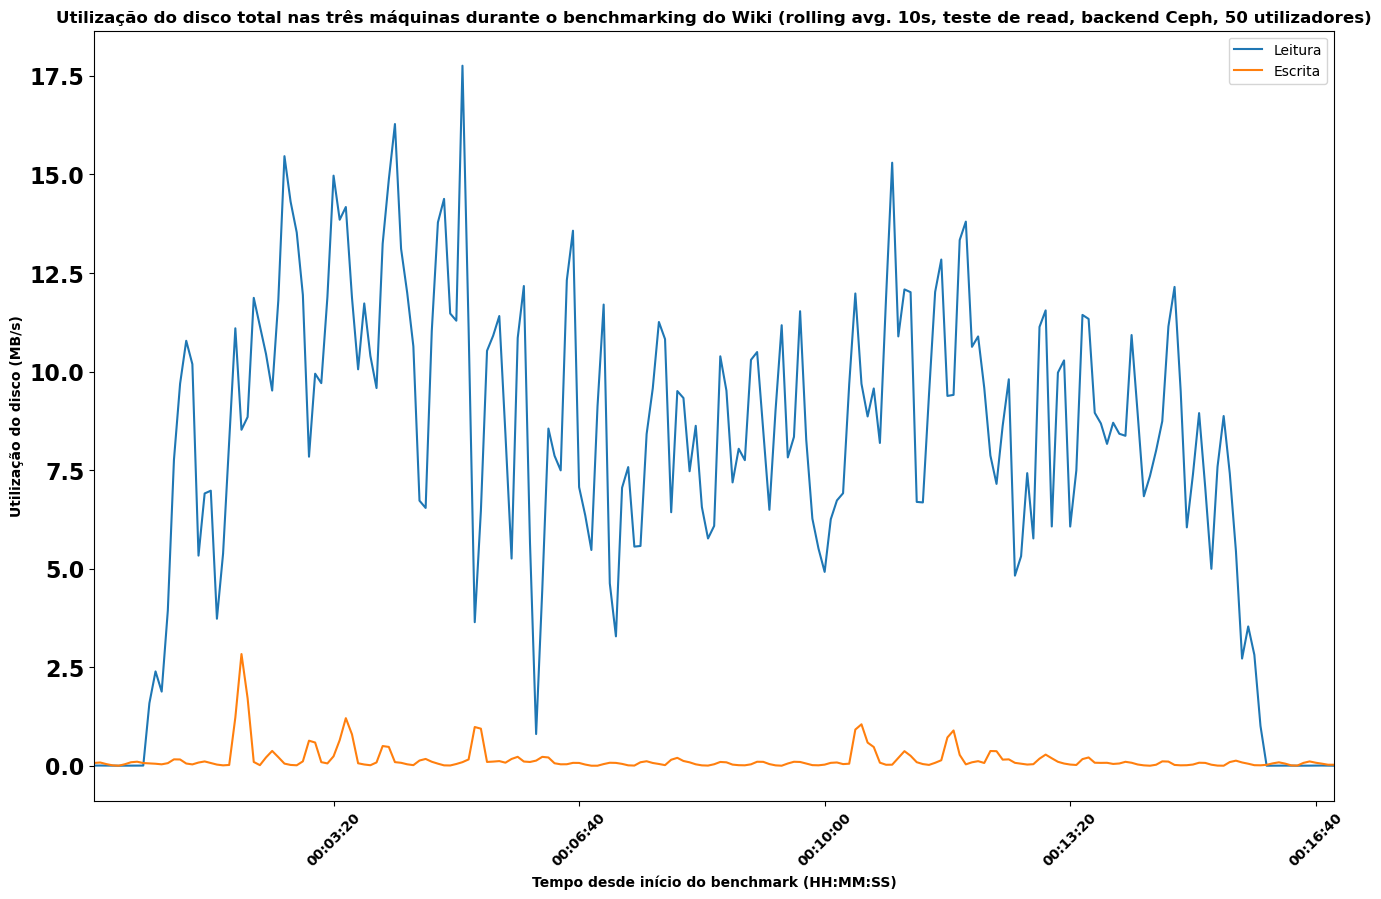 Utilização do disco total nas três máquinas durante o benchmarking do Wiki (rolling avg. 10s, teste de read, backend Ceph, 50 utilizadores)
Leitura
Escrita
Utilização do disco (MB/s)
17.5
15.0
12.5
10.0
7.5
5.0
2.5
0.0
00:03:20
00:06:40
00:10:00
00:13:20
00:16:40
Tempo desde início do benchmark (HH:MM:SS)